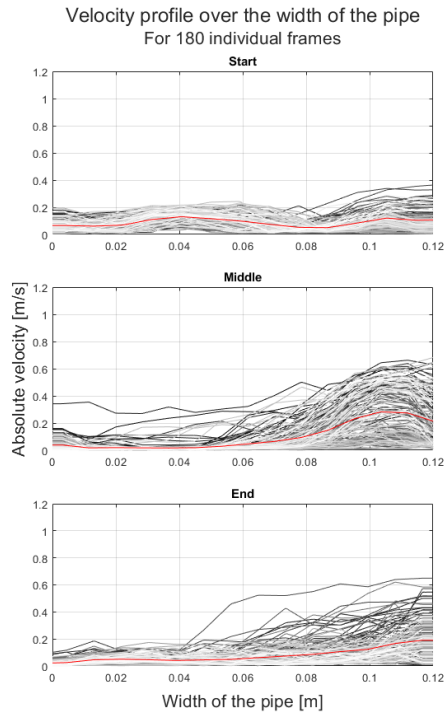 Velocity profile over the width of the pipe
For 180 individual frames
Start
1.2
1
0.8
0.6
0.4
0.2
0
0 0.02 0.04 0.06 0.08 0.1 0.12
Middle
1.2
1
0.8
0.6
0.4
0.2
0
0 0.02 0.04 0.06 0.08 0.1 0.12
Absolute velocity [m/s]
End
1.2
1
0.8
0.6
0.4
0.2
0
0 0.02 0.04 0.06 0.08 0.1 0.12
Width of the pipe [m]